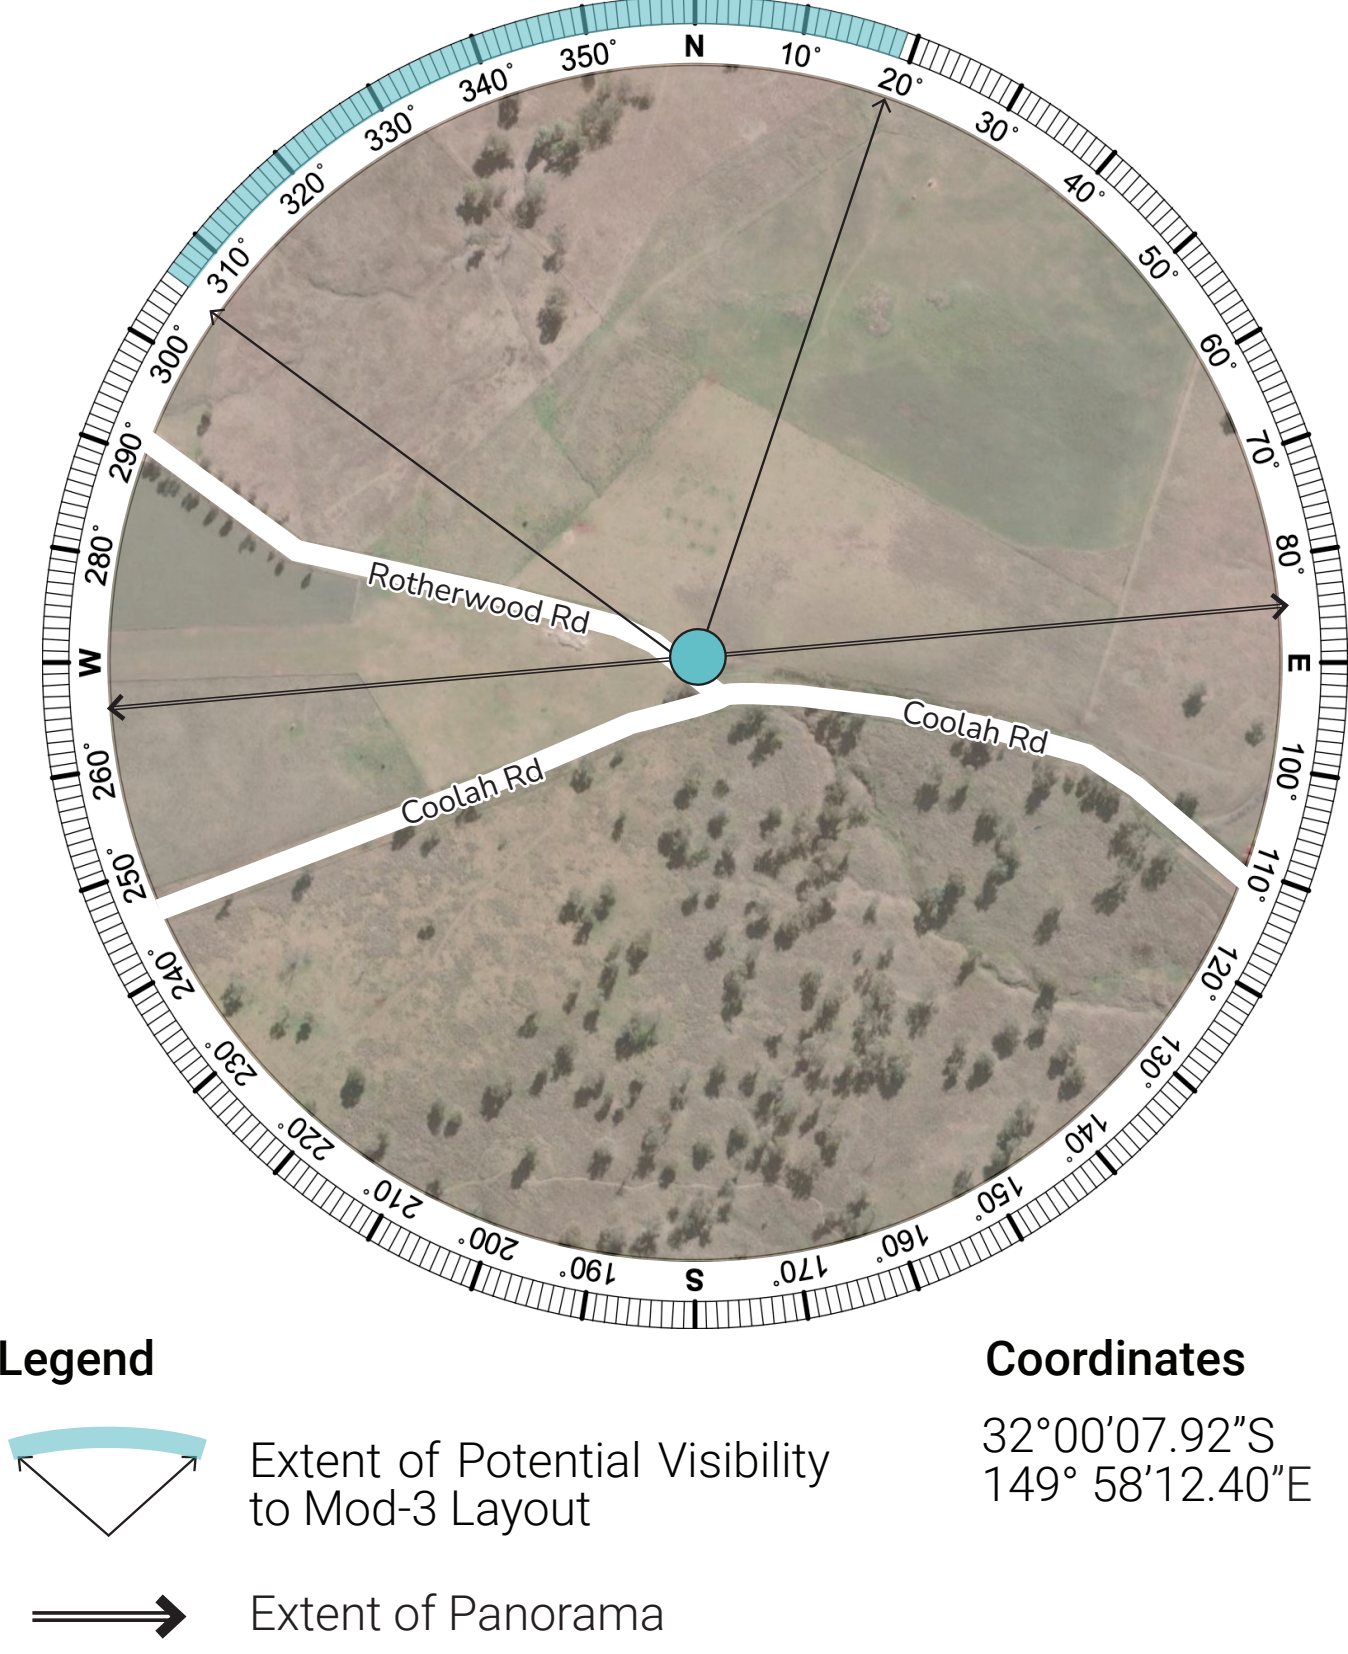 N
10°
20°
30°
40°
50°
60°
70°
80°
E
100°
110°
120°
130°
140°
150°
160°
170°
S
190°
200°
210°
220°
230°
240°
250°
260°
W
280°
290°
300°
310°
320°
330°
340°
350°
Rotherwood Rd
Coolah Rd
Coolah Rd
Legend
Extent of Potential Visibility
to Mod-3 Layout
Extent of Panorama
Coordinates
32°00’07.92”S
149° 58’12.40”E